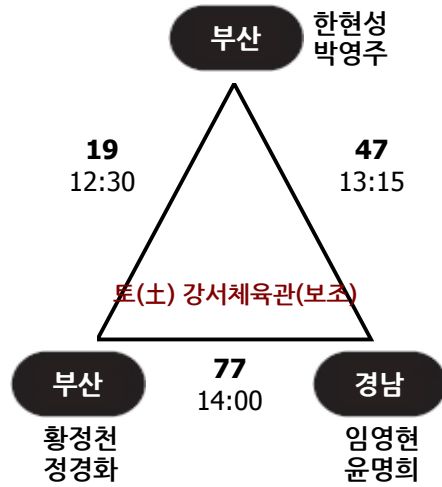 부산
한현성
박영주
19
12:30
47
13:15
토(土) 강서체육관(보조)
부산
77
14:00
경남
황정천
정경화
임영현
윤명희